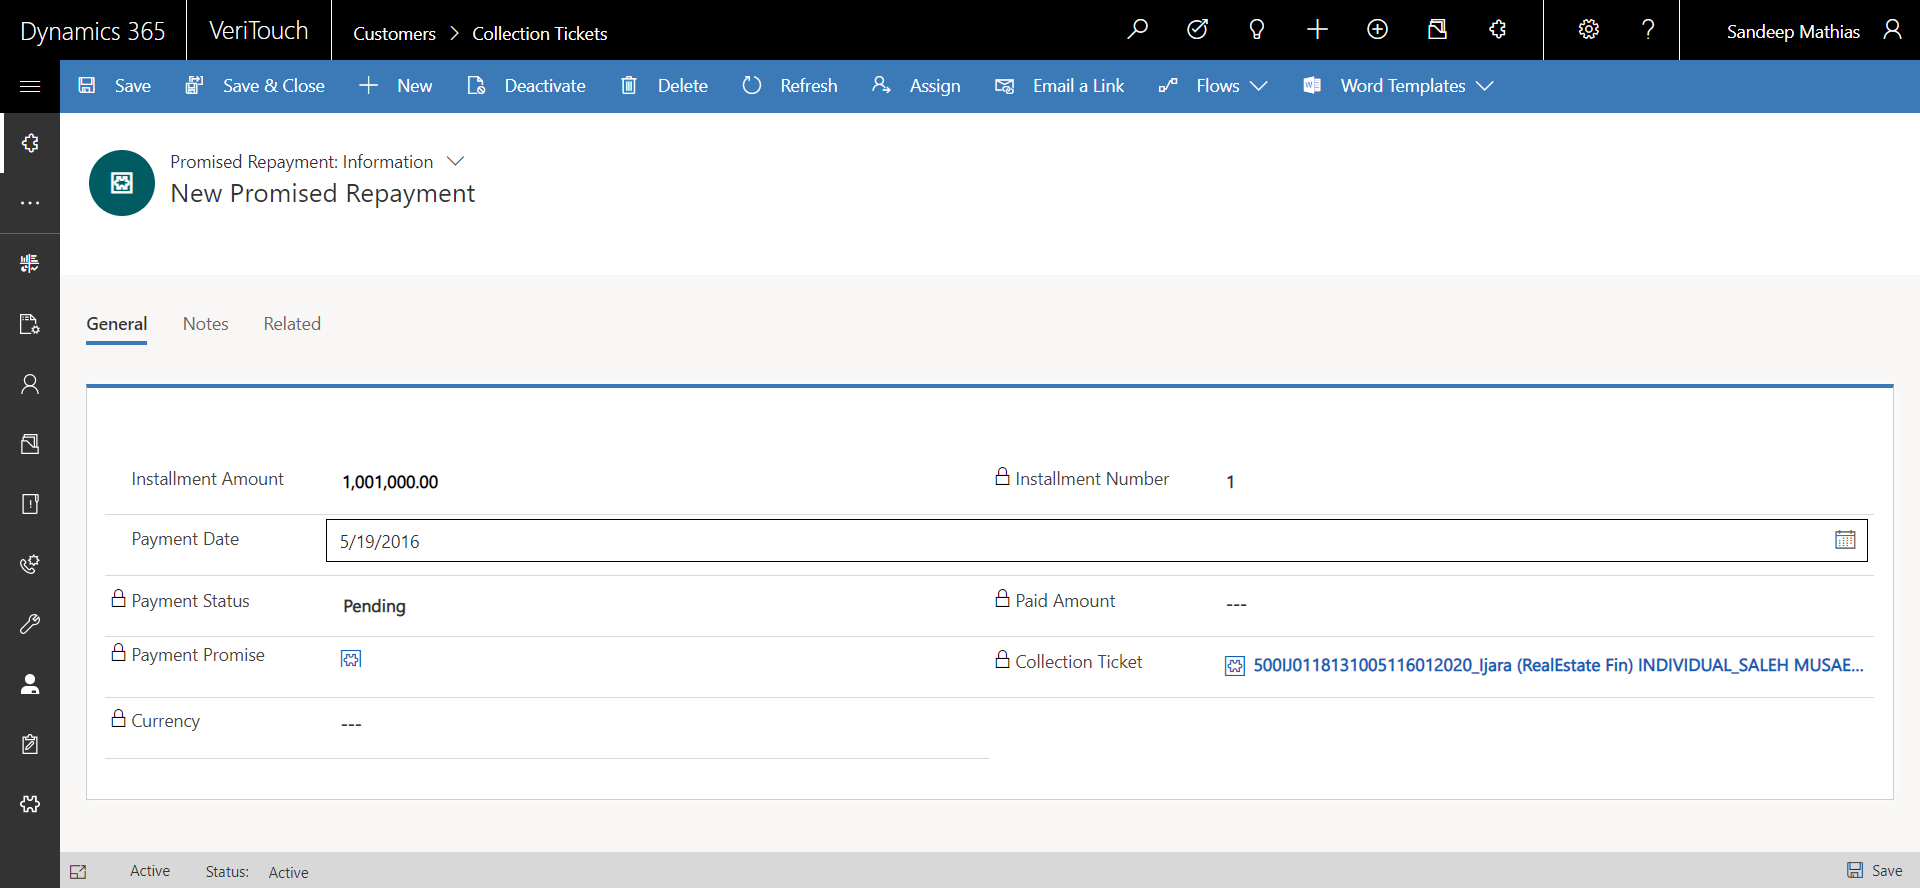 Dynamics 365 VeriTouch Customers > Collection Tickets ? Sandeep Mathias
Save Save & Close New Deactivate Delete Refresh Assign Email a Link Flows Word Templates
Promised Repayment: Information
New Promised Repayment
General Notes Related
Installment Amount 1,001,000.00 Installment Number 1
Payment Date 5/19/2016
Payment Status Pending Paid Amount ---
Payment Promise Collection Ticket 500IJ0118131005116012020_Ijara (RealEstate Fin) INDIVIDUAL_SALEH MUSAE...
Currency ---
Active Status: Active Save